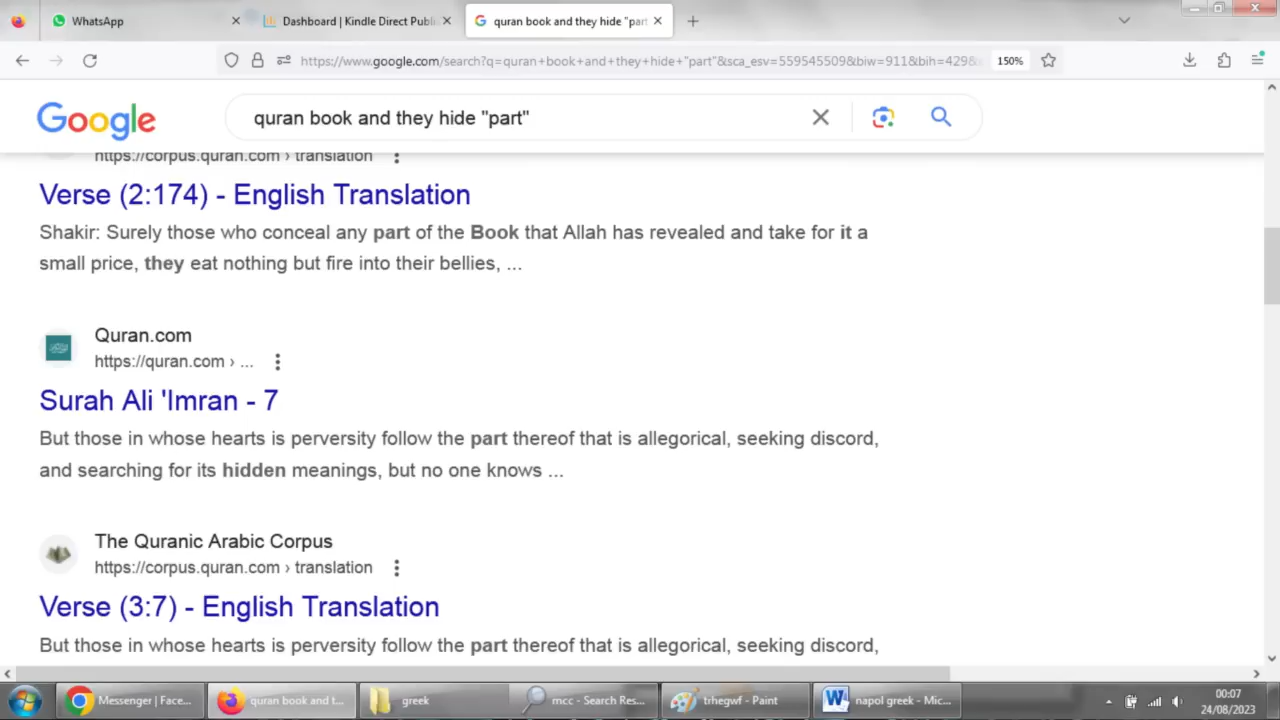 WhatsApp
Dashboard | Kindle Direct Publi
quran book and they hide "part
https://www.google.com/search?q=quran+book+and+they+hide+"part"&sca_esv=559545509&biw=911&bih=429&
150%
Google
quran book and they hide "part"
https://corpus.quran.com › translation
Verse (2:174) - English Translation
Shakir: Surely those who conceal any part of the Book that Allah has revealed and take for it a
small price, they eat nothing but fire into their bellies, ...
Quran.com
https://quran.com › ...
Surah Ali 'Imran - 7
But those in whose hearts is perversity follow the part thereof that is allegorical, seeking discord,
and searching for its hidden meanings, but no one knows ...
The Quranic Arabic Corpus
https://corpus.quran.com › translation
Verse (3:7) - English Translation
But those in whose hearts is perversity follow the part thereof that is allegorical, seeking discord,
Messenger | Face...
quran book and t...
greek
mcc - Search Res...
trhegwf - Paint
napol greek - Mic...
00:07
24/08/2023